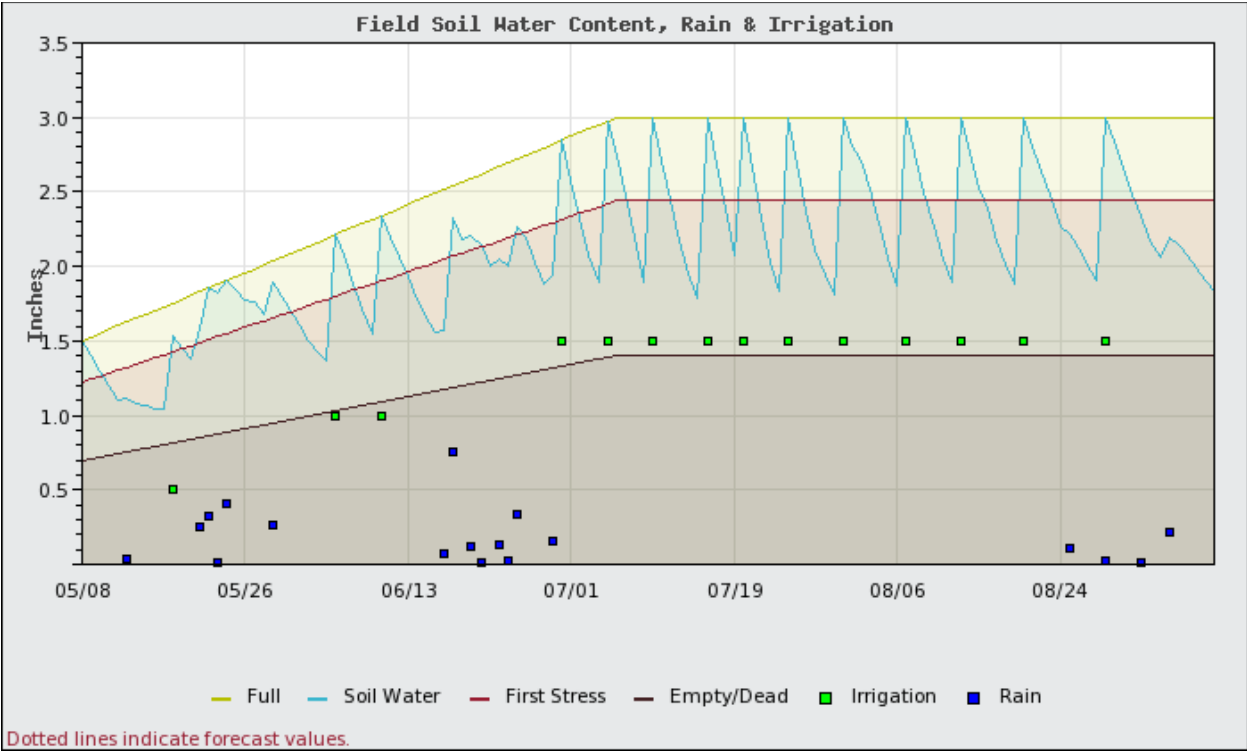 Field Soil Water Content, Rain & Irrigation
3.5
3.0
2.5
2.0
Inches
1.5
1.0
0.5
05/08 05/26 06/13 07/01 07/19 08/06 08/24
Full Soil Water First Stress Empty/Dead Irrigation Rain
Dotted lines indicate forecast values.